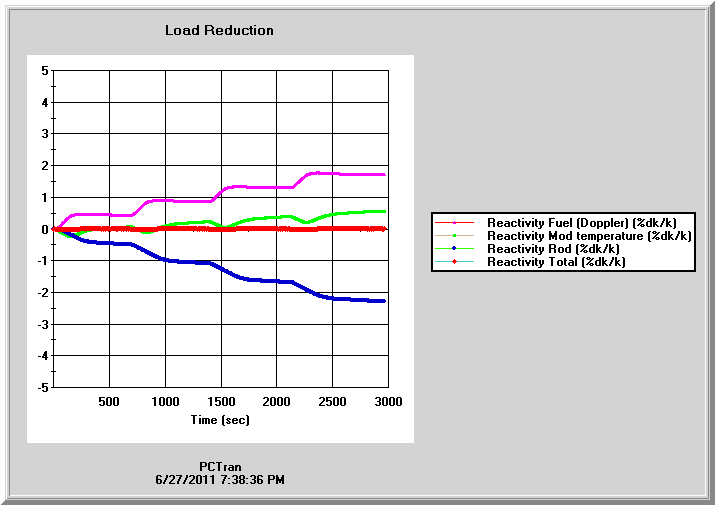 Load Reduction
5
4
3
2
1
0
-1
-2
-3
-4
-5
500 1000 1500 2000 2500 3000
Time (sec)
Reactivity Fuel (Doppler) (%dk/k)
Reactivity Mod temperature (%dk/k)
Reactivity Rod (%dk/k)
Reactivity Total (%dk/k)
PCTran
6/27/2011 7:38:36 PM